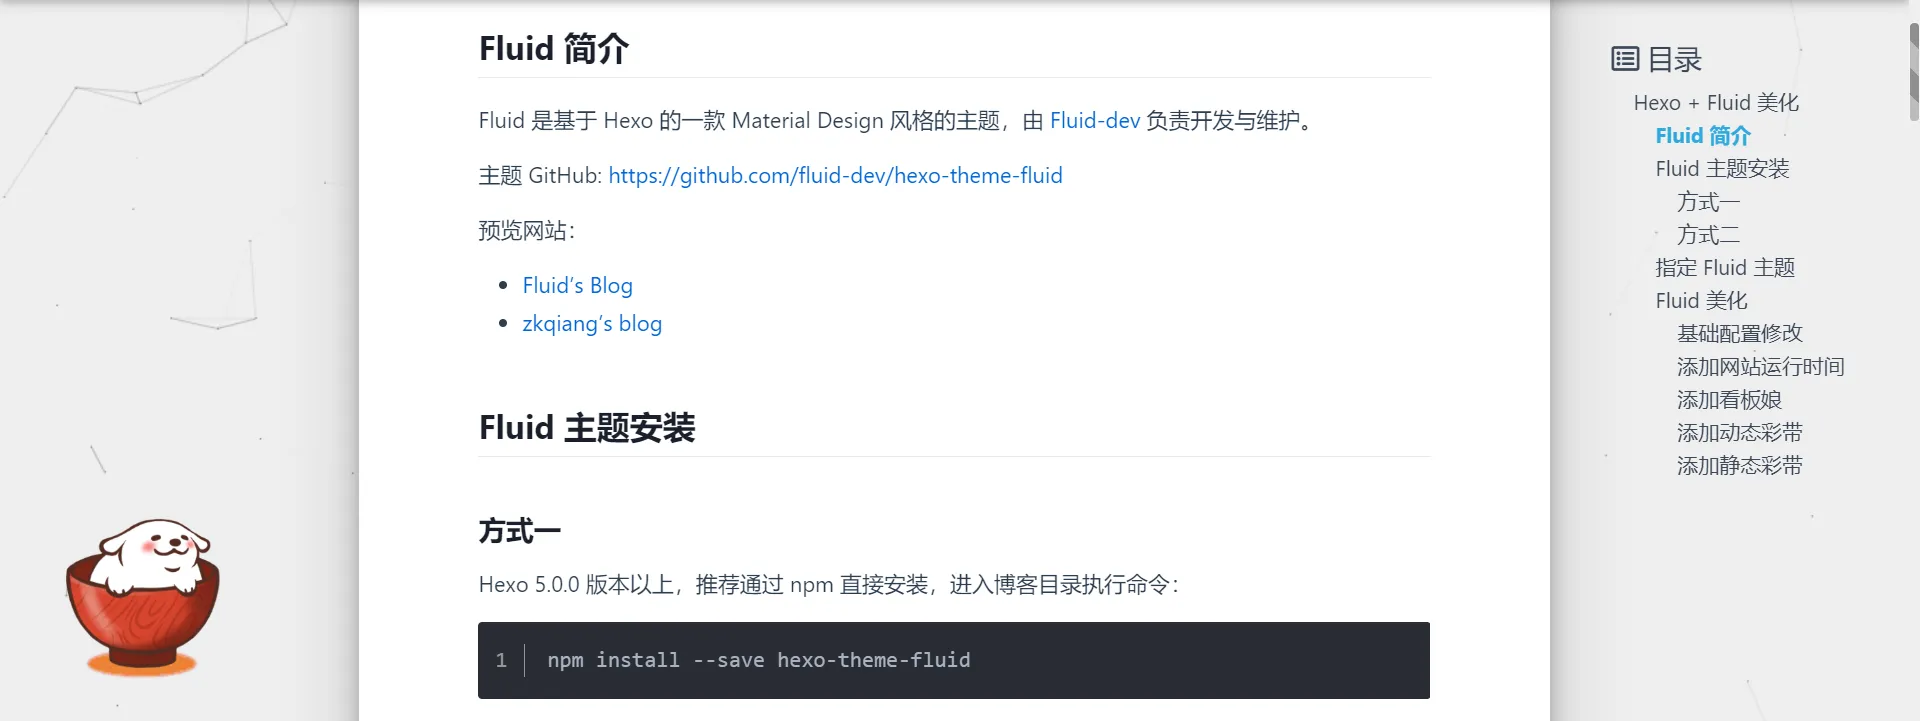 Fluid 简介
Fluid 是基于 Hexo 的一款 Material Design 风格的主题，由 Fluid-dev 负责开发与维护。
主题 GitHub: https://github.com/fluid-dev/hexo-theme-fluid
预览网站：
Fluid’s Blog
zkqiang’s blog
Fluid 主题安装
方式一
Hexo 5.0.0 版本以上，推荐通过 npm 直接安装，进入博客目录执行命令：
1 npm install --save hexo-theme-fluid
目录
Hexo + Fluid 美化
Fluid 简介
Fluid 主题安装
方式一
方式二
指定 Fluid 主题
Fluid 美化
基础配置修改
添加网站运行时间
添加看板娘
添加动态彩带
添加静态彩带